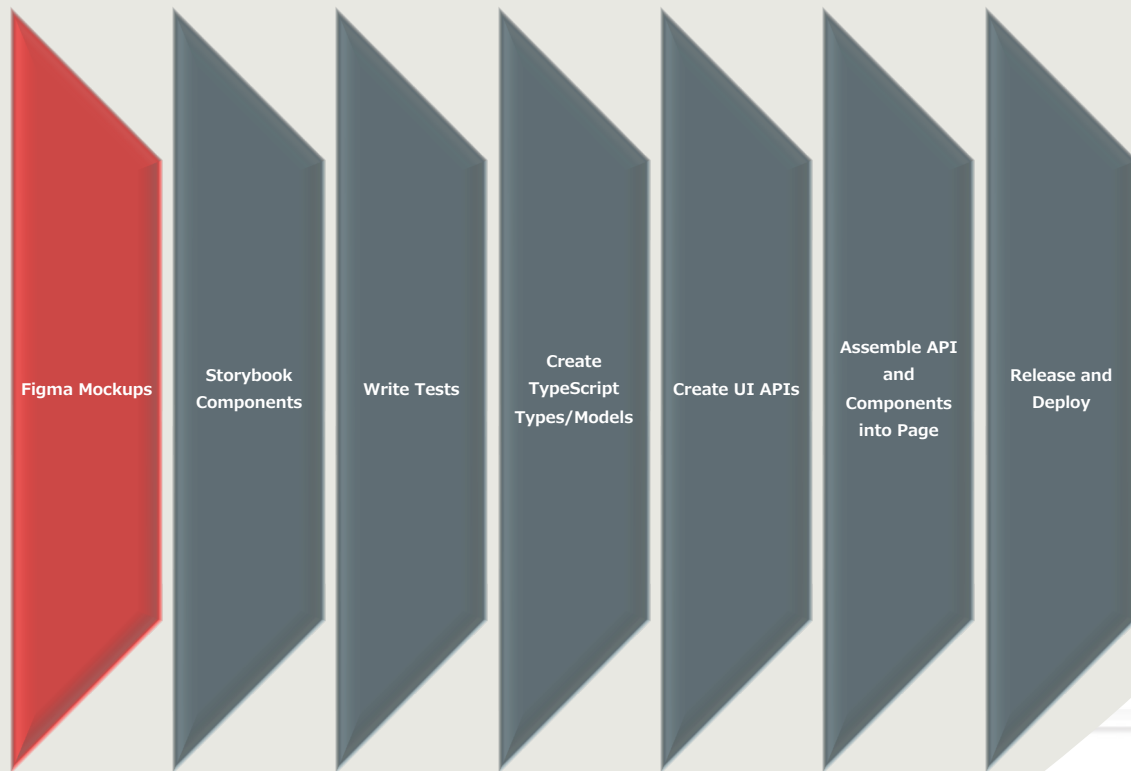 Figma Mockups
Storybook
Components
Write Tests
Create
TypeScript
Types/Models
Create UI APIs
Assemble API
and
Components
into Page
Release and
Deploy